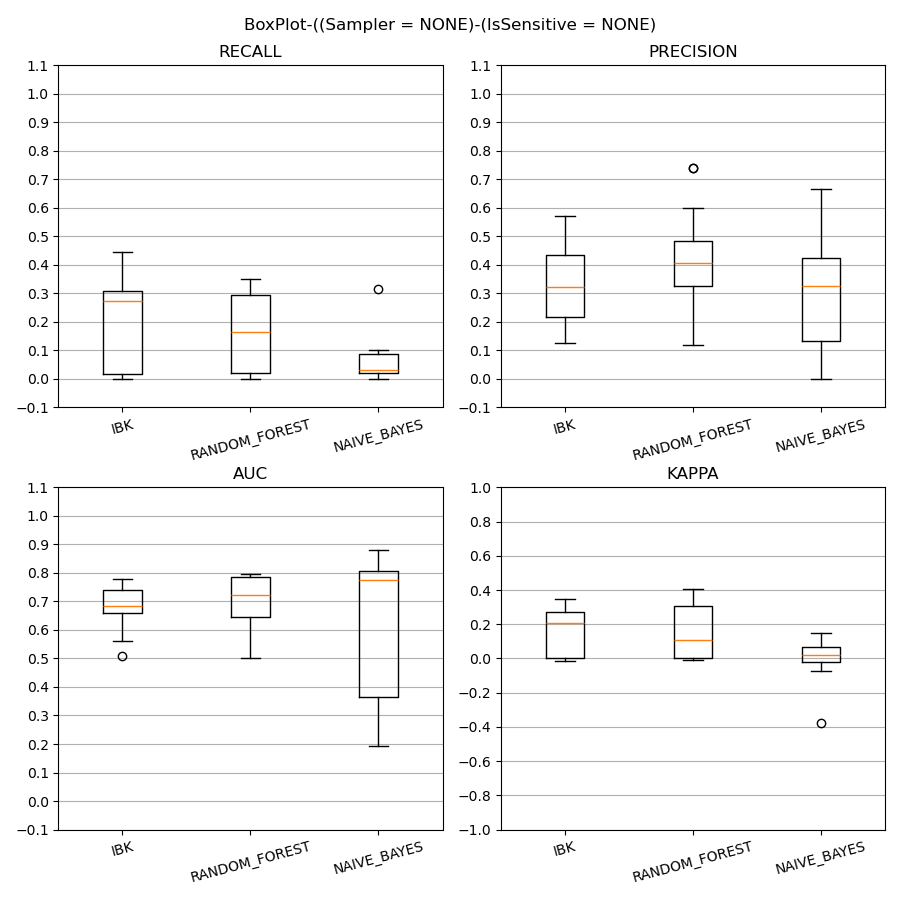 BoxPlot-((Sampler = NONE)-(IsSensitive = NONE)
RECALL
1.1
1.0
0.9
0.8
0.7
0.6
0.5
0.4
0.3
0.2
0.1
0.0
−0.1
IBK
RANDOM_FOREST
NAIVE_BAYES
PRECISION
1.1
1.0
0.9
0.8
0.7
0.6
0.5
0.4
0.3
0.2
0.1
0.0
−0.1
IBK
RANDOM_FOREST
NAIVE_BAYES
AUC
1.1
1.0
0.9
0.8
0.7
0.6
0.5
0.4
0.3
0.2
0.1
0.0
−0.1
IBK
RANDOM_FOREST
NAIVE_BAYES
KAPPA
1.0
0.8
0.6
0.4
0.2
0.0
−0.2
−0.4
−0.6
−0.8
−1.0
IBK
RANDOM_FOREST
NAIVE_BAYES